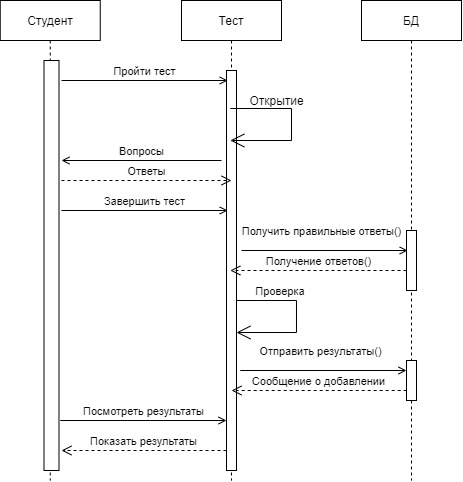 Студент
Тест
БД
Пройти тест
Открытие
Вопросы
Ответы
Завершить тест
Получить правильные ответы()
Получение ответов()
Проверка
Отправить результаты()
Сообщение о добавлении
Посмотреть результаты
Показать результаты